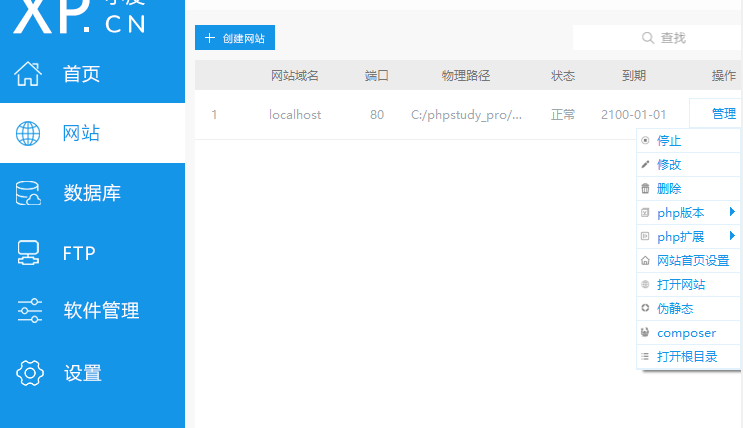 XP.
.CN
创建网站
查找
首页
网站
数据库
FTP
软件管理
设置
网站域名 端口 物理路径 状态 到期 操作
1 localhost 80 C:/phpstudy_pro/... 正常 2100-01-01 管理
停止
修改
删除
php版本
php扩展
网站首页设置
打开网站
伪静态
composer
打开根目录